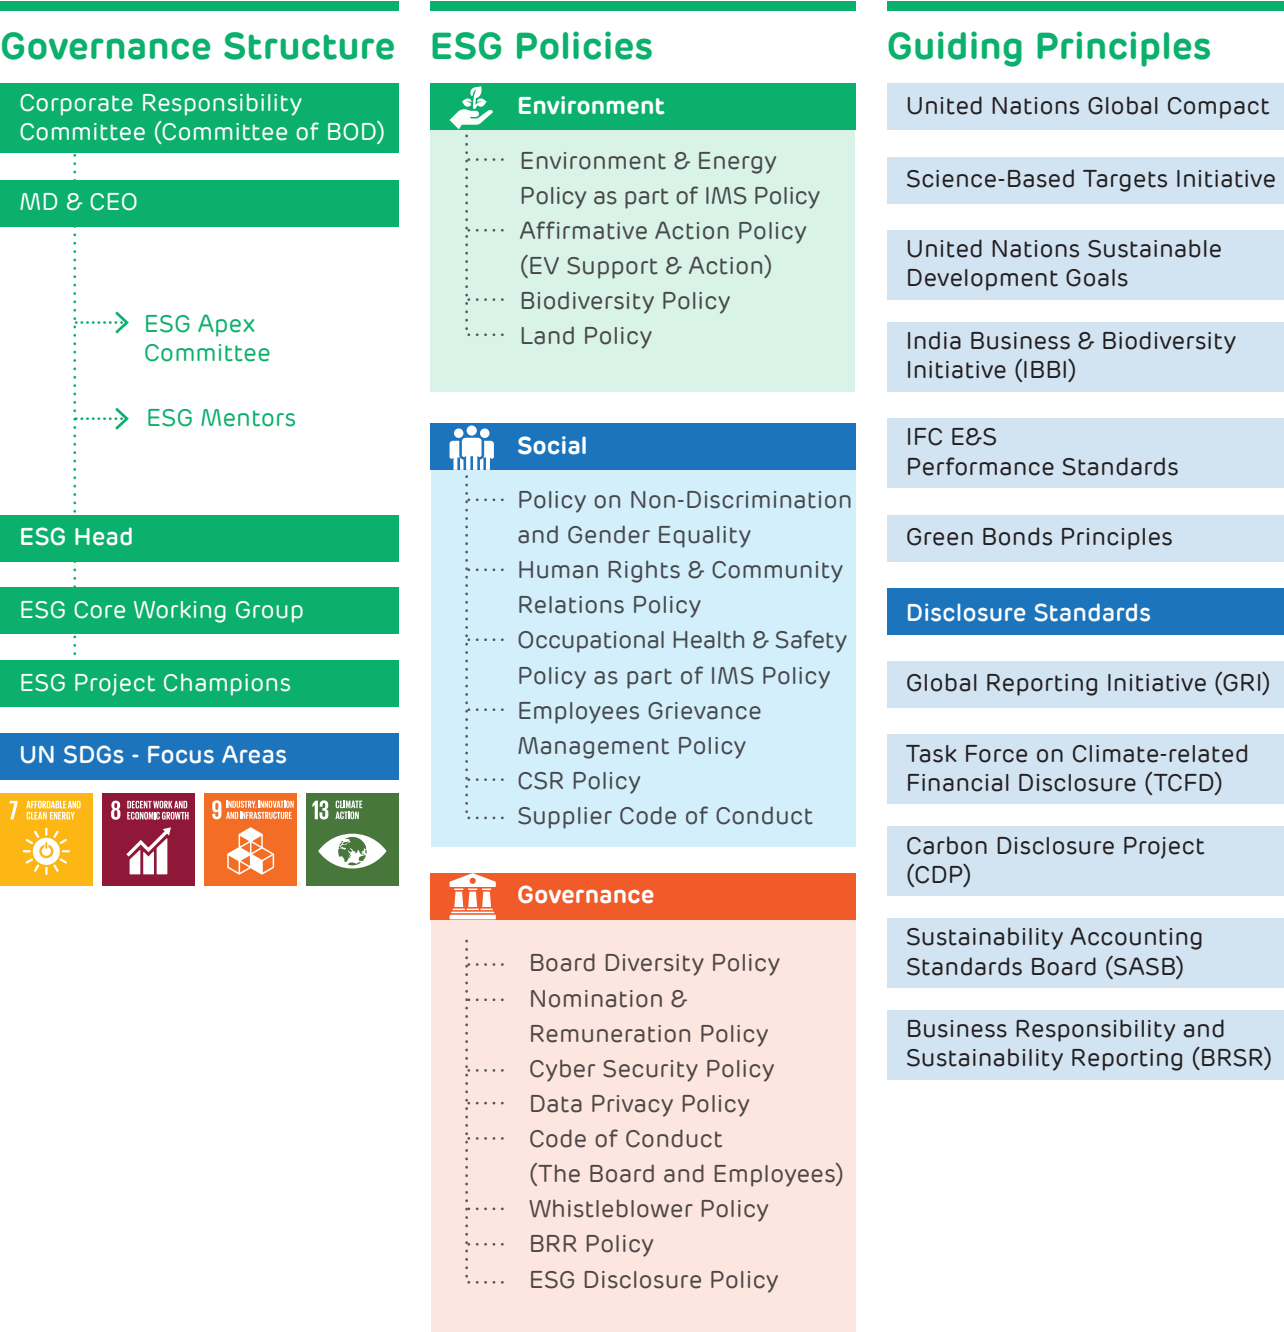 Governance Structure
Corporate Responsibility
Committee (Committee of BOD)
MD & CEO
ESG Apex
Committee
ESG Mentors
ESG Head
ESG Core Working Group
ESG Project Champions
UN SDGs - Focus Areas
7 AFFORDABLE AND
CLEAN ENERGY
8 DECENT WORK AND
ECONOMIC GROWTH
9 INDUSTRY, INNOVATION
AND INFRASTRUCTURE
13 CLIMATE
ACTION
ESG Policies
Environment
Environment & Energy
Policy as part of IMS Policy
Affirmative Action Policy
(EV Support & Action)
Biodiversity Policy
Land Policy
Social
Policy on Non-Discrimination
and Gender Equality
Human Rights & Community
Relations Policy
Occupational Health & Safety
Policy as part of IMS Policy
Employees Grievance
Management Policy
CSR Policy
Supplier Code of Conduct
Governance
Board Diversity Policy
Nomination &
Remuneration Policy
Cyber Security Policy
Data Privacy Policy
Code of Conduct
(The Board and Employees)
Whistleblower Policy
BRR Policy
ESG Disclosure Policy
Guiding Principles
United Nations Global Compact
Science-Based Targets Initiative
United Nations Sustainable
Development Goals
India Business & Biodiversity
Initiative (IBBI)
IFC E&S
Performance Standards
Green Bonds Principles
Disclosure Standards
Global Reporting Initiative (GRI)
Task Force on Climate-related
Financial Disclosure (TCFD)
Carbon Disclosure Project
(CDP)
Sustainability Accounting
Standards Board (SASB)
Business Responsibility and
Sustainability Reporting (BRSR)